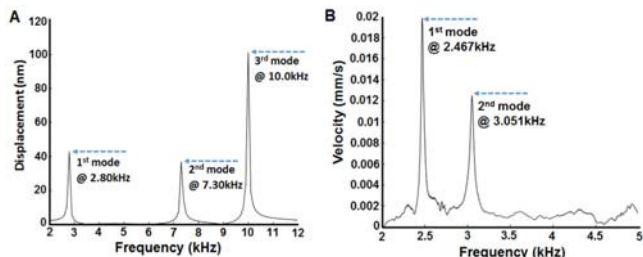 A
Displacement (nm)
120
100
80
60
40
20
0
1st mode
@ 2.80kHz
2nd mode
@ 7.30kHz
3rd mode
@ 10.0kHz
2 3 4 5 6 7 8 9 10 11 12
Frequency (kHz)
B
Velocity (mm/s)
0.02
0.018
0.016
0.014
0.012
0.01
0.008
0.006
0.004
0.002
0
1st mode
@ 2.467kHz
2nd mode
@ 3.051kHz
2 2.5 3 3.5 4 4.5 5
Frequency (kHz)